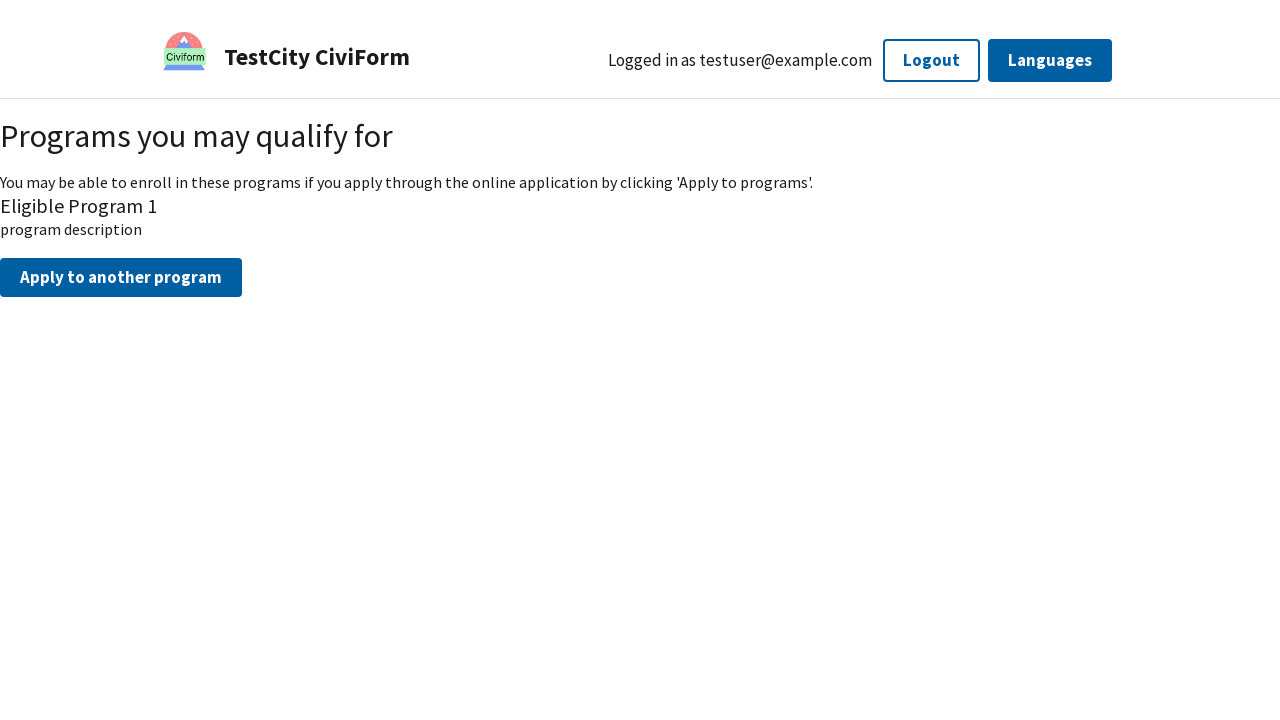 Civiform
TestCity CiviForm
Logged in as testuser@example.com
Logout
Languages
Programs you may qualify for
You may be able to enroll in these programs if you apply through the online application by clicking 'Apply to programs'.
Eligible Program 1
program description
Apply to another program